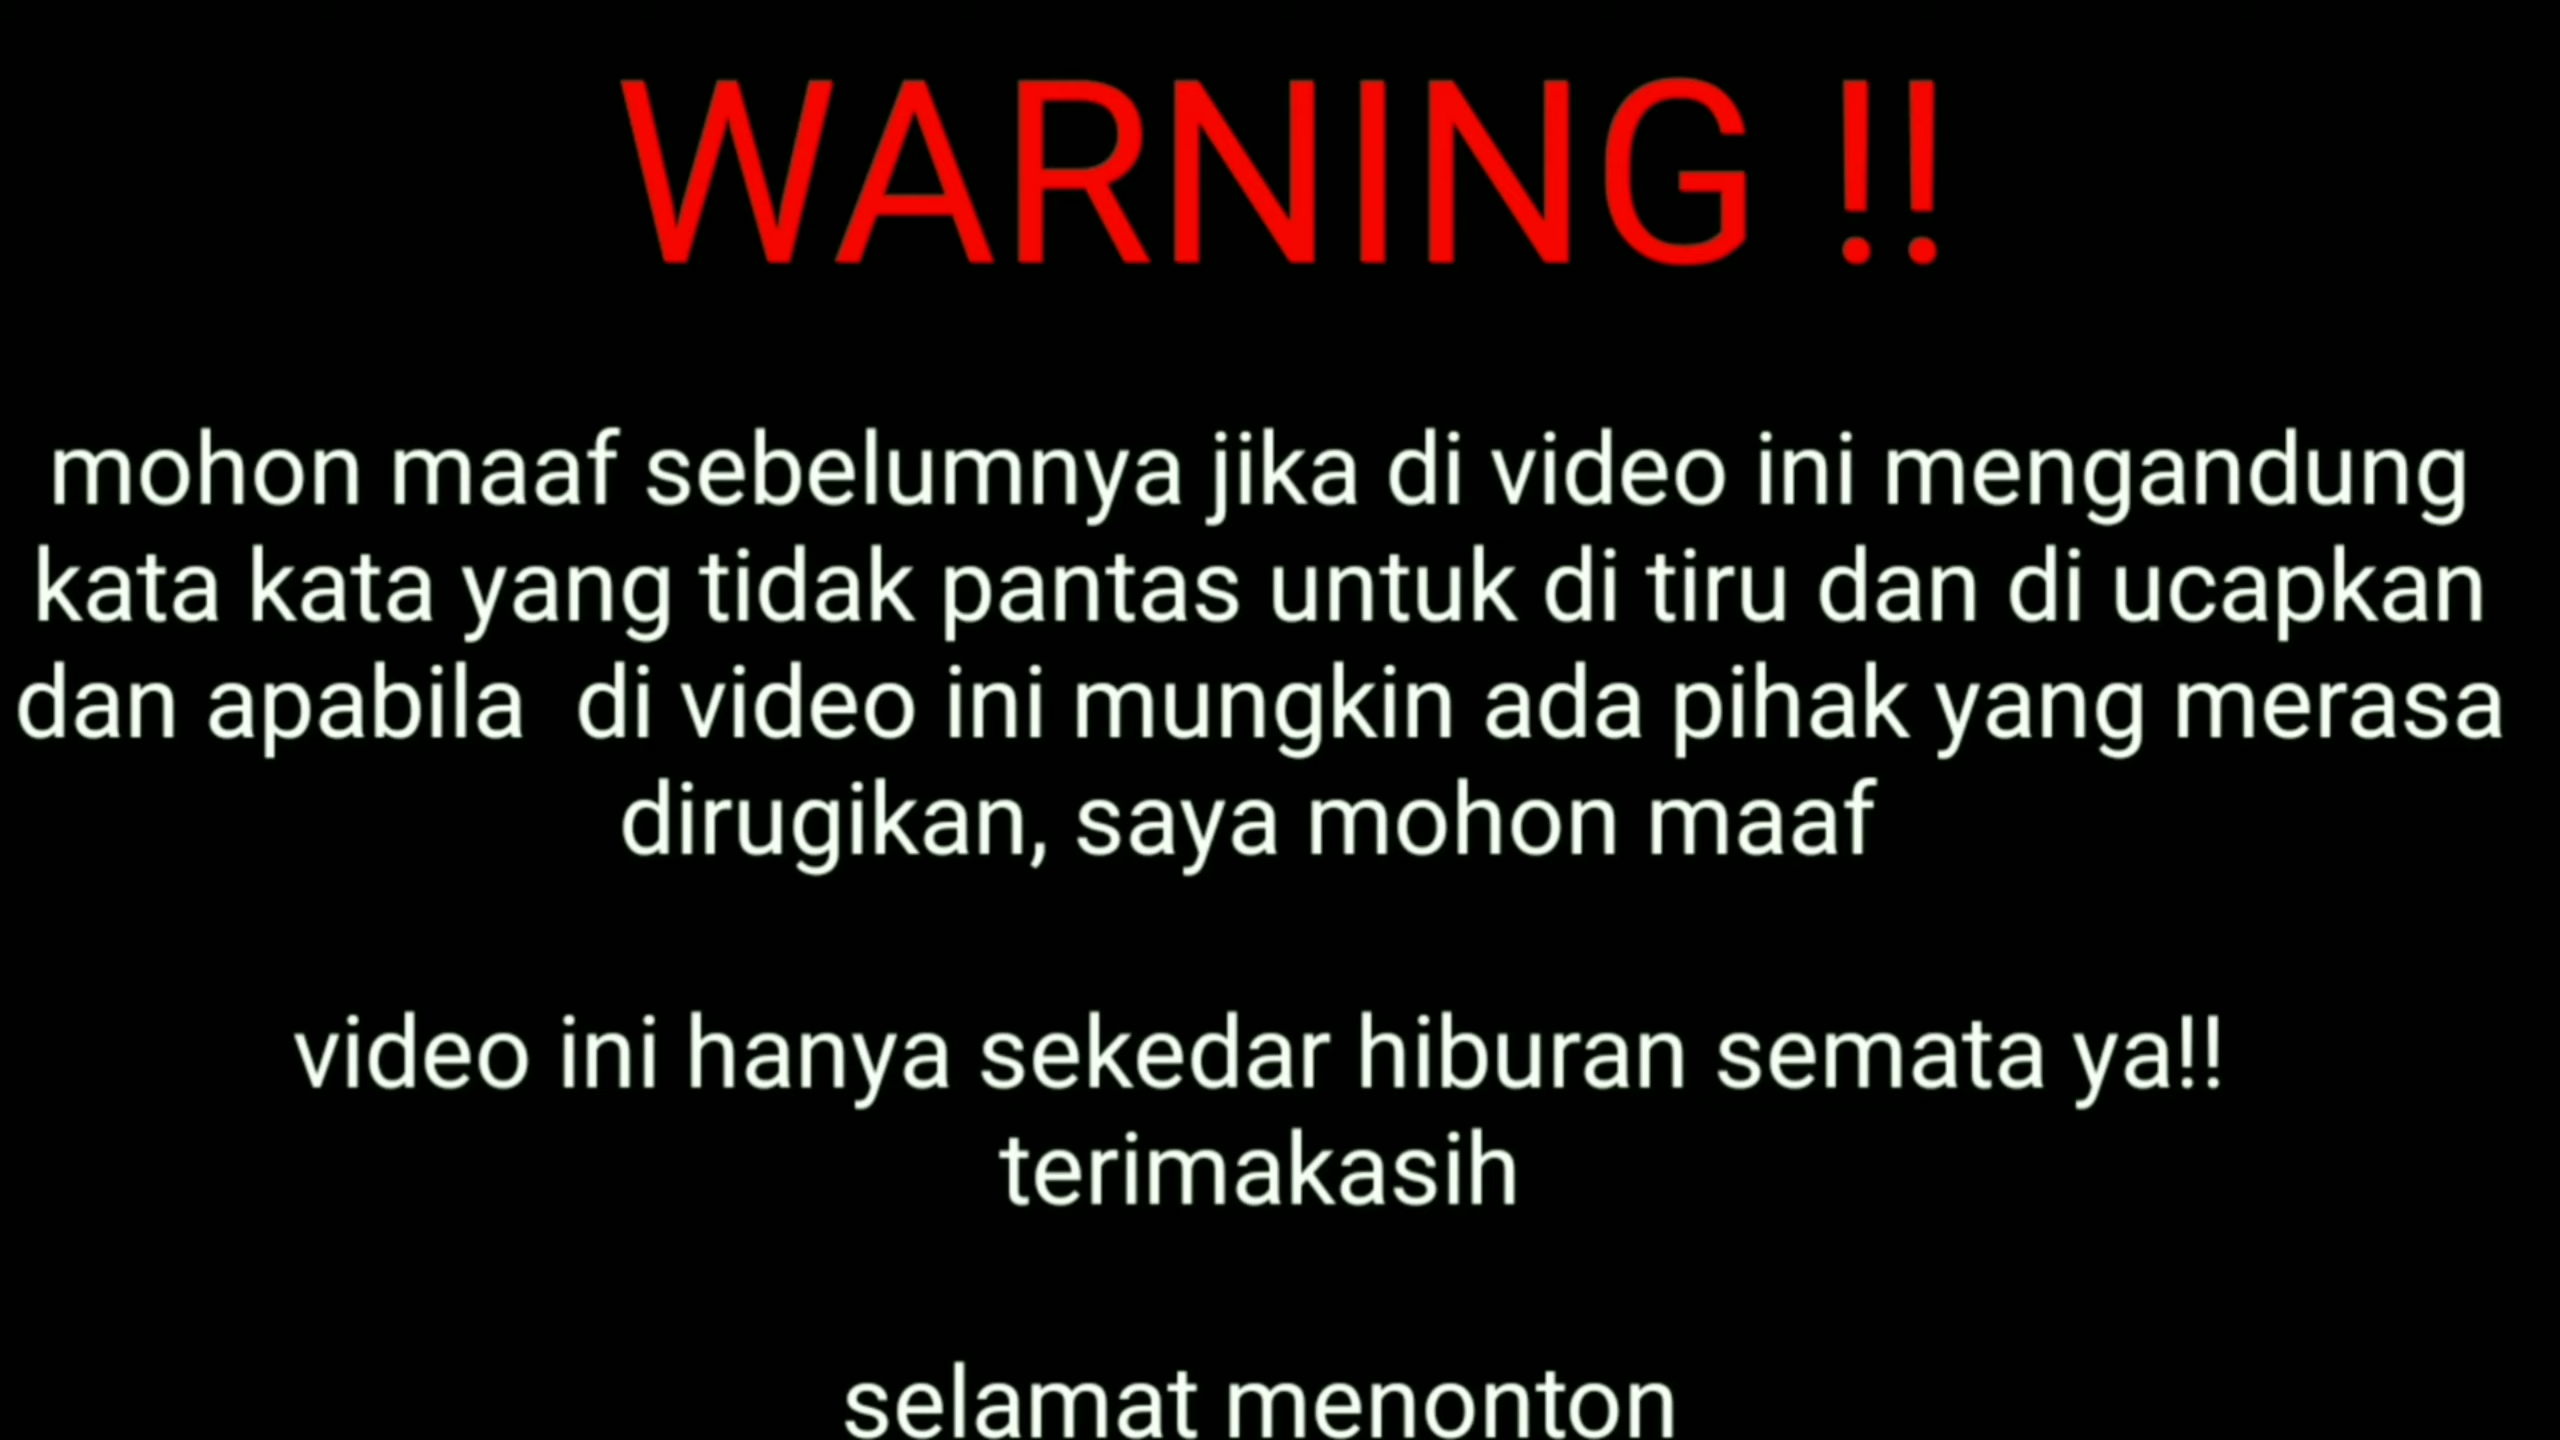 WARNING !!
mohon maaf sebelumnya jika di video ini mengandung
kata kata yang tidak pantas untuk di tiru dan di ucapkan
dan apabila  di video ini mungkin ada pihak yang merasa
dirugikan, saya mohon maaf
video ini hanya sekedar hiburan semata ya!!
terimakasih
selamat menonton